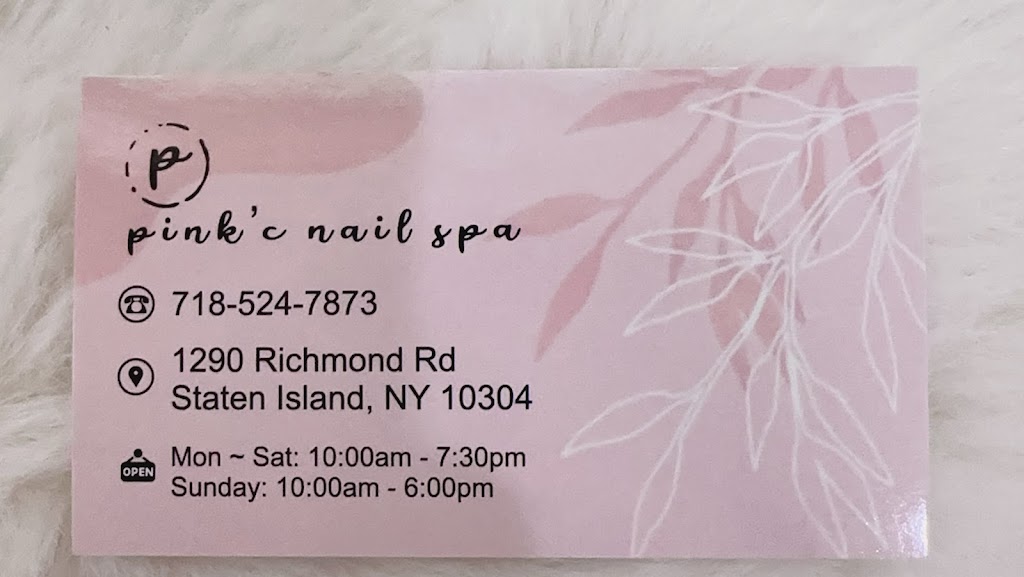 p
pink'c nail spa
718-524-7873
1290 Richmond Rd
Staten Island, NY 10304
OPEN
Mon ~ Sat: 10:00am - 7:30pm
Sunday: 10:00am - 6:00pm